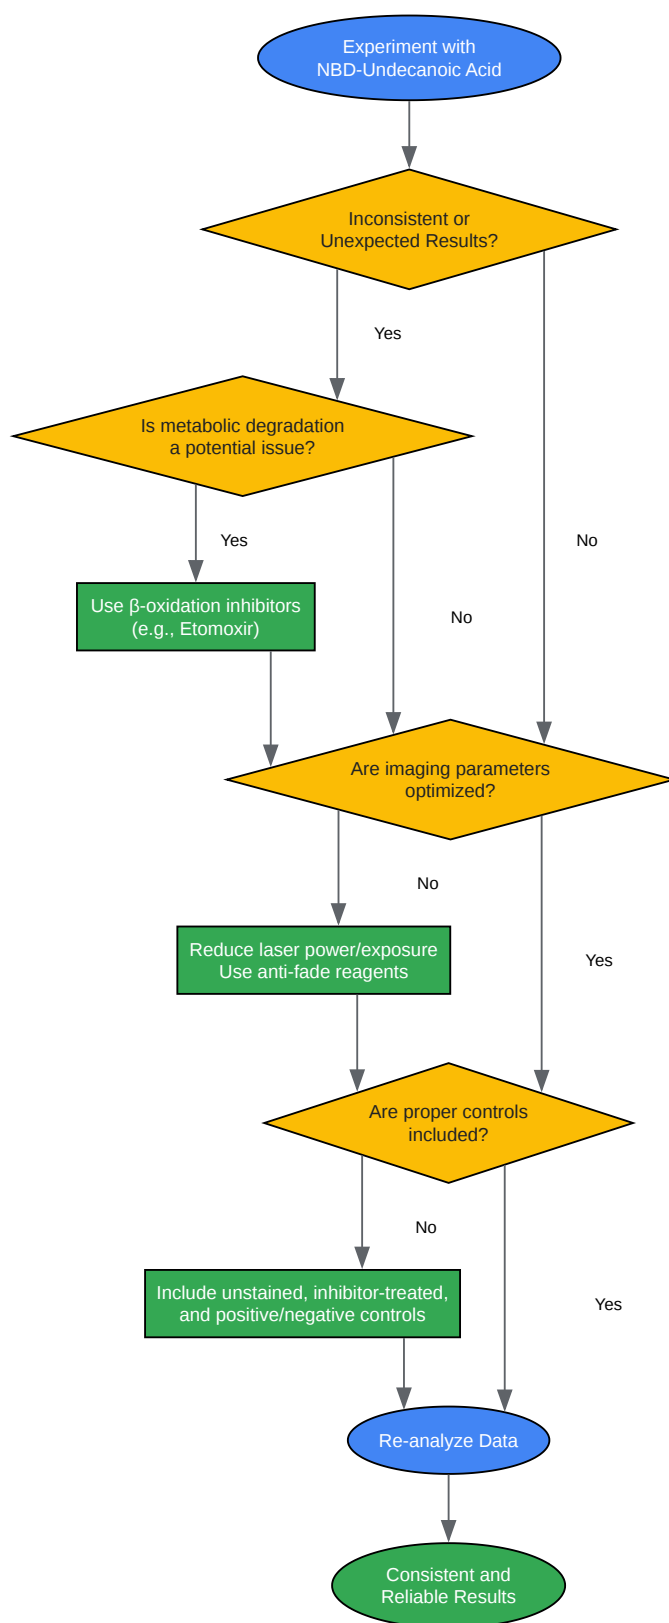 Experiment with
NBD-Undecanoic Acid
Inconsistent or
Unexpected Results?
Yes
Is metabolic degradation
a potential issue?
Yes
No
Use β-oxidation inhibitors
(e.g., Etomoxir)
No
Are imaging parameters
optimized?
No
Reduce laser power/exposure
Use anti-fade reagents
Yes
Are proper controls
included?
No
Include unstained, inhibitor-treated,
and positive/negative controls
Yes
Re-analyze Data
Consistent and
Reliable Results